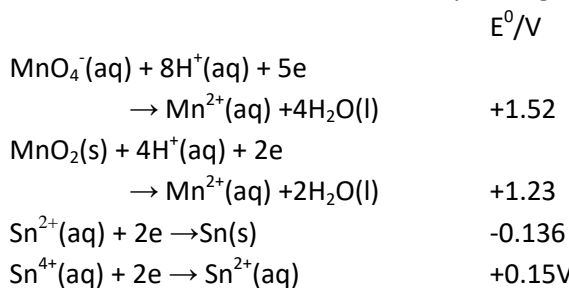 E⁰/V
MnO₄⁻(aq) + 8H⁺(aq) + 5e
→ Mn²⁺(aq) +4H₂O(l) +1.52
MnO₂(s) + 4H⁺(aq) + 2e
→ Mn²⁺(aq) +2H₂O(l) +1.23
Sn²⁺(aq) + 2e →Sn(s) -0.136
Sn⁴⁺(aq) + 2e → Sn²⁺(aq) +0.15V